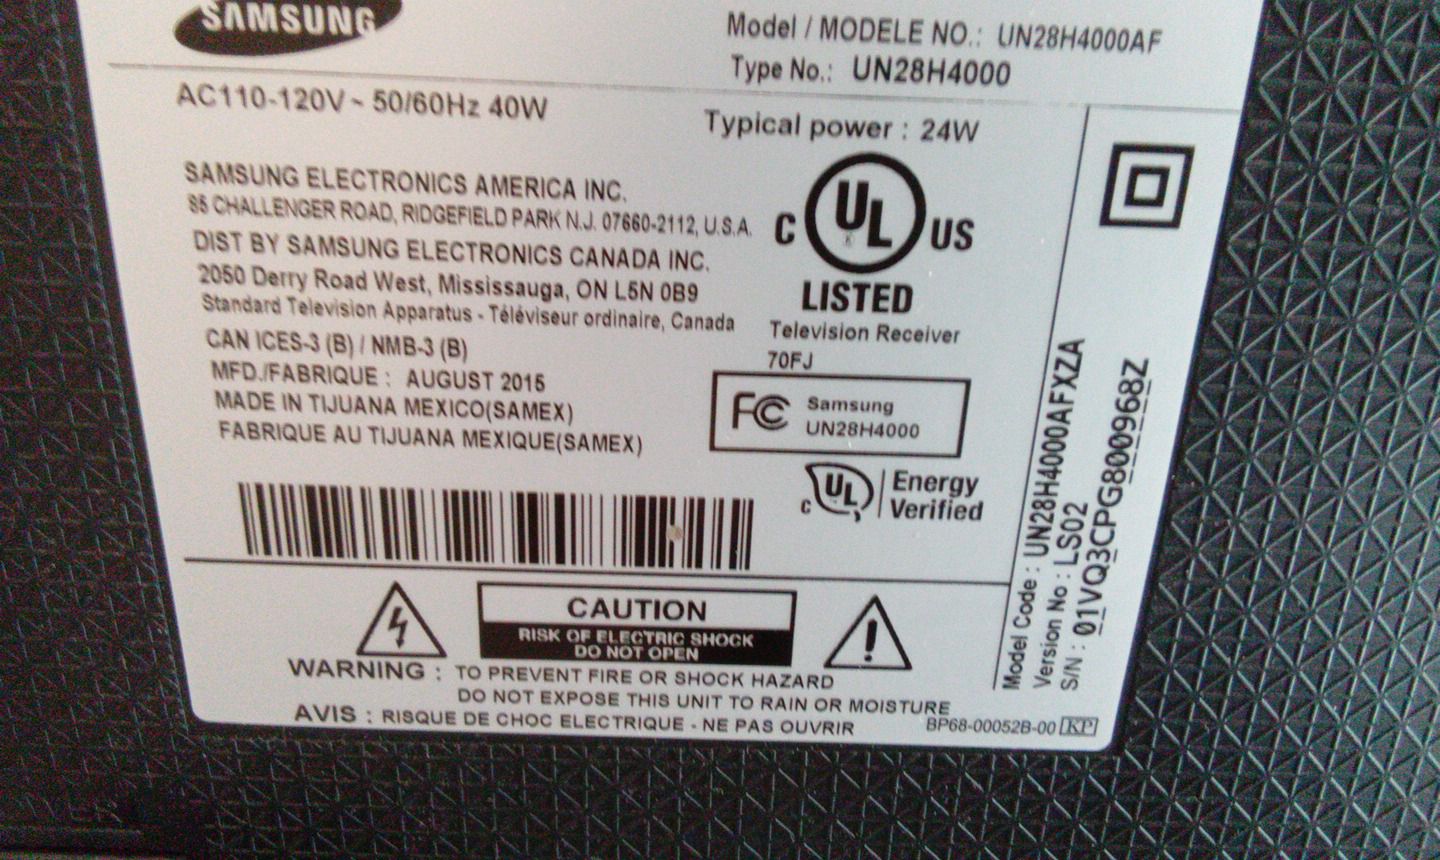 SAMSUNG
Model / MODELE NO.: UN28H4000AF
Type No.: UN28H4000
AC110-120V ~ 50/60Hz 40W
Typical power : 24W
SAMSUNG ELECTRONICS AMERICA INC.
85 CHALLENGER ROAD, RIDGEFIELD PARK N.J. 07660-2112, U.S.A.
DIST BY SAMSUNG ELECTRONICS CANADA INC.
2050 Derry Road West, Mississauga, ON L5N 0B9
Standard Television Apparatus - Téléviseur ordinaire, Canada
CAN ICES-3 (B) / NMB-3 (B)
MFD./FABRIQUE : AUGUST 2015
MADE IN TIJUANA MEXICO(SAMEX)
FABRIQUE AU TIJUANA MEXIQUE(SAMEX)
C UL US
LISTED
Television Receiver
70FJ
FC Samsung
UN28H4000
C UL Energy
Verified
Model Code : UN28H4000AFXZA
Version No : LS02
S/N : 01VQ3CPG800968Z
CAUTION
RISK OF ELECTRIC SHOCK
DO NOT OPEN
WARNING : TO PREVENT FIRE OR SHOCK HAZARD
DO NOT EXPOSE THIS UNIT TO RAIN OR MOISTURE
AVIS : RISQUE DE CHOC ELECTRIQUE - NE PAS OUVRIR
BP68-00052B-00 KP